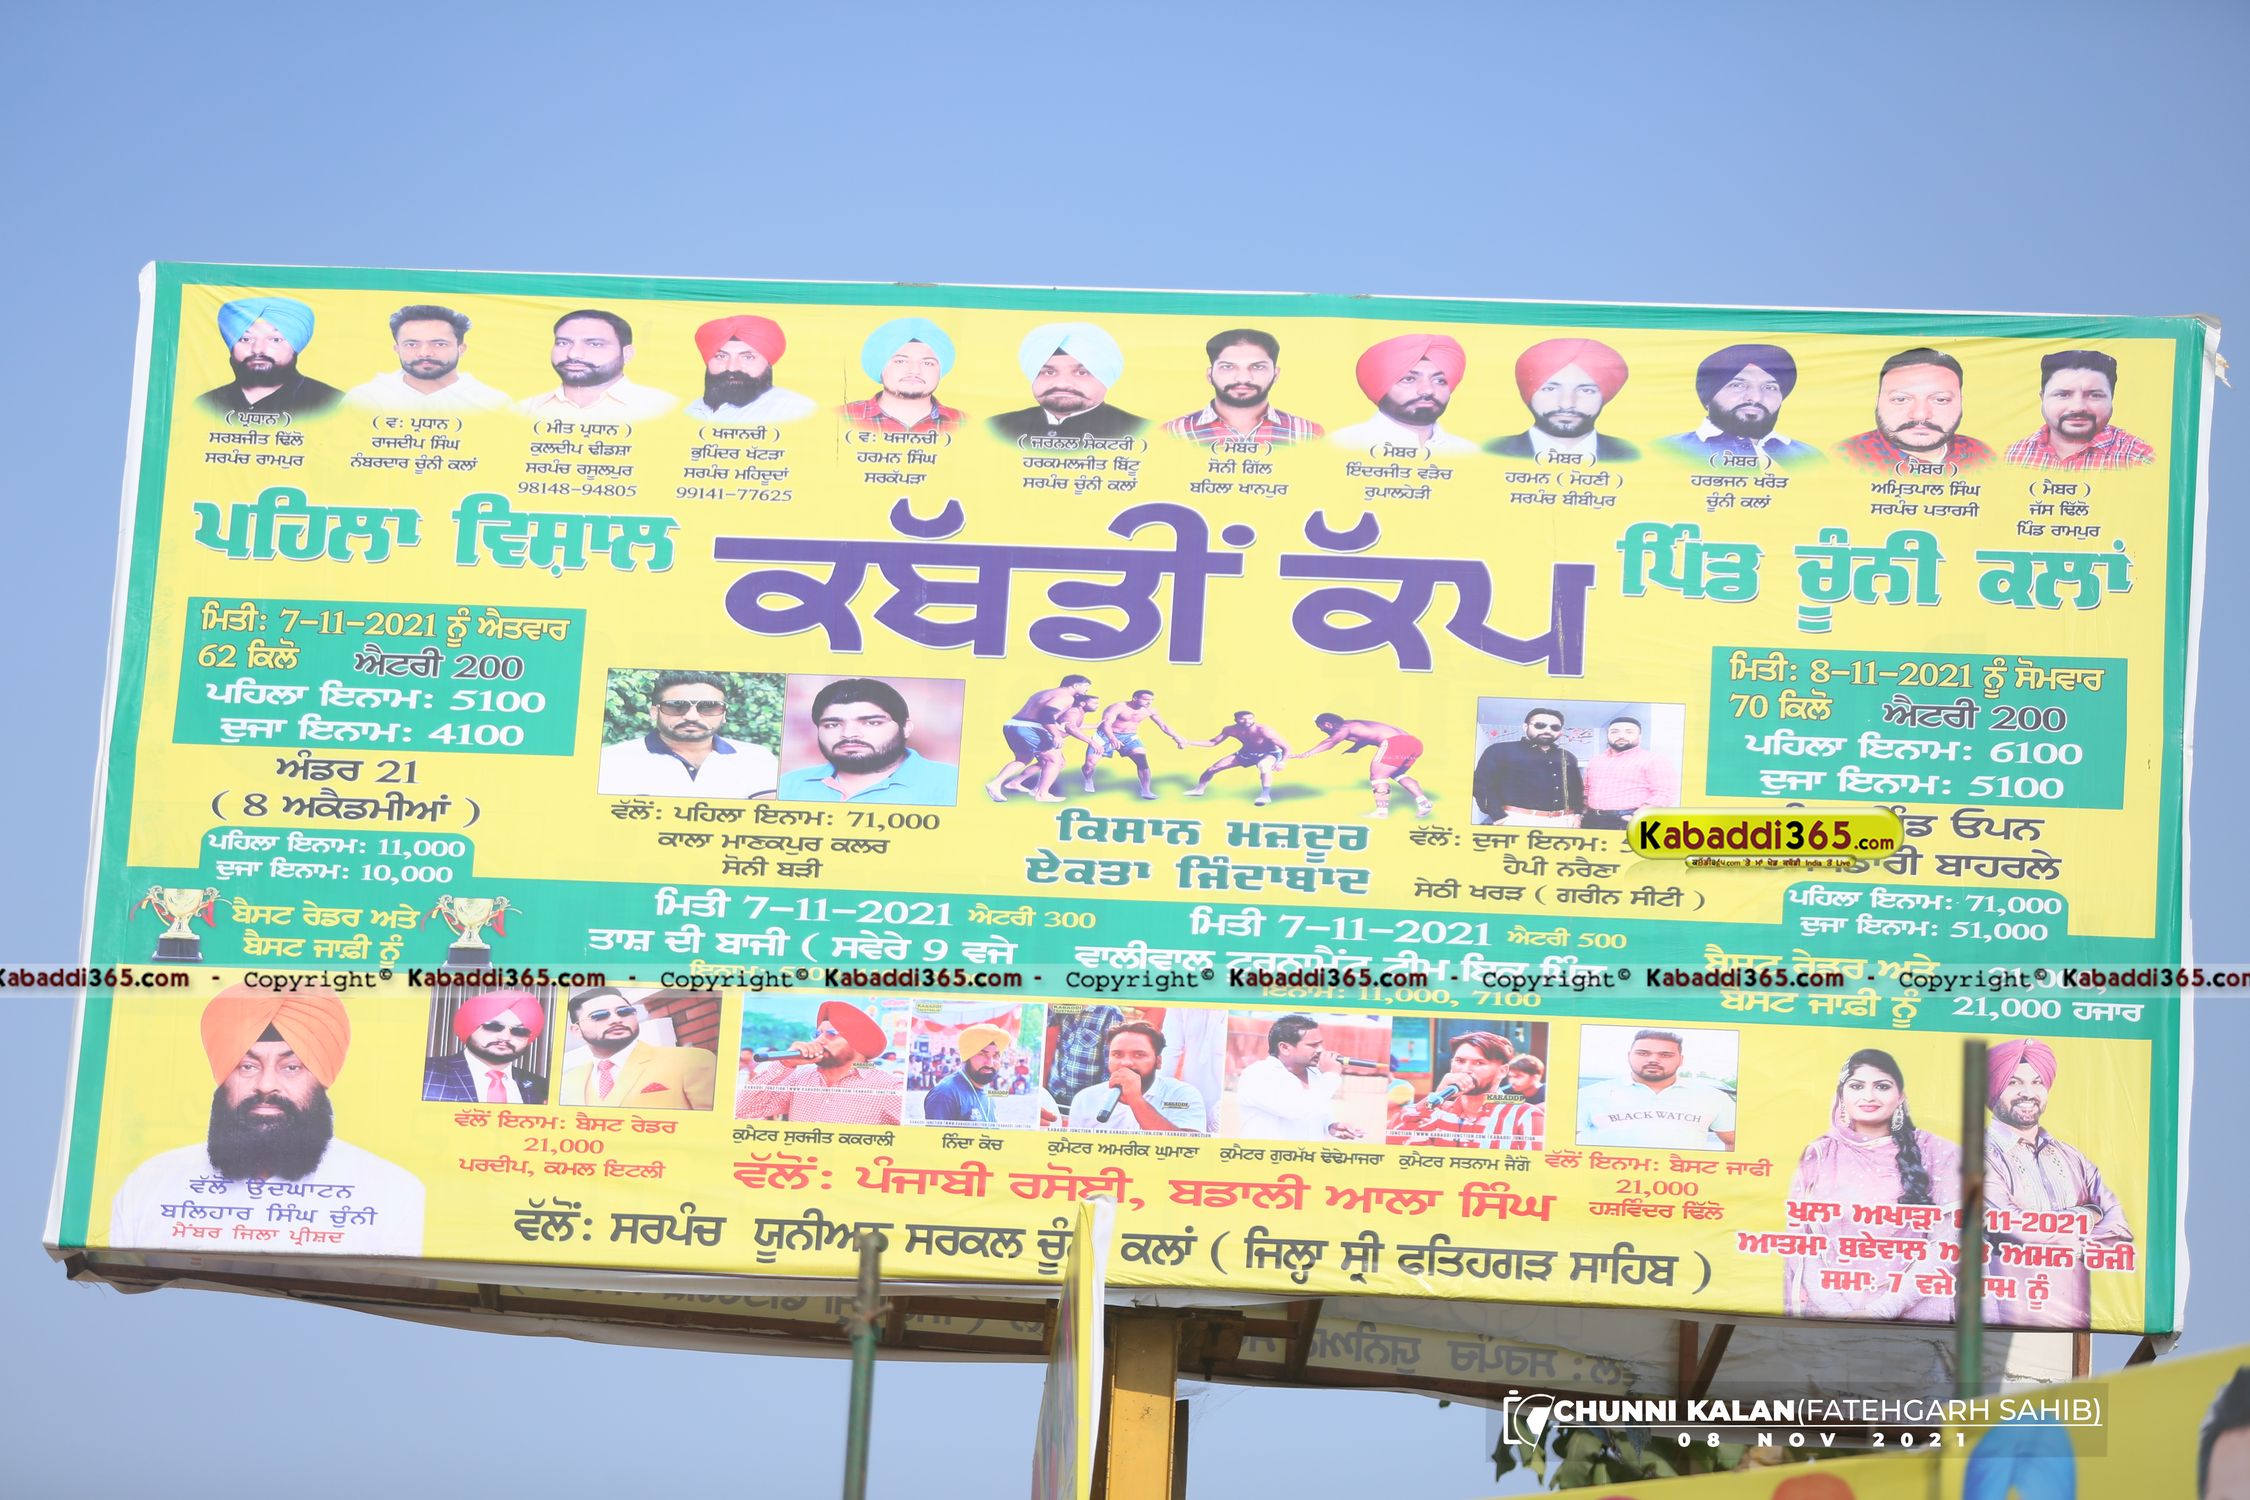 ( ਪ੍ਰਧਾਨ )
ਸਰਬਜੀਤ ਢਿੱਲੋ
ਸਰਪੰਚ ਰਾਮਪੁਰ
( ਵ: ਪ੍ਰਧਾਨ )
ਰਾਜਦੀਪ ਸਿੰਘ
ਨੰਬਰਦਾਰ ਚੂੰਨੀ ਕਲਾਂ
( ਮੀਤ ਪ੍ਰਧਾਨ )
ਕੁਲਦੀਪ ਢੀਡਸ਼ਾ
ਸਰਪੰਚ ਰਸੂਲਪੁਰ
98148-94805
( ਖਜਾਨਚੀ )
ਭੁਪਿੰਦਰ ਖੱਟੜਾ
ਸਰਪੰਚ ਮਹਿਦੂਦਾਂ
99141-77625
( ਵ: ਖਜਾਨਚੀ )
ਹਰਮਨ ਸਿੰਘ
ਸਰਕੱਪੜਾ
( ਜਰਨਲ ਸੈਕਟਰੀ )
ਹਰਕਮਲਜੀਤ ਬਿੱਟੂ
ਸਰਪੰਚ ਚੂੰਨੀ ਕਲਾਂ
( ਮੈਬਰ )
ਸੋਨੀ ਗਿੱਲ
ਬਹਿਲਾ ਖਾਨਪੁਰ
( ਮੈਬਰ )
ਇੰਦਰਜੀਤ ਵੜੈਚ
ਰੁਪਾਲਹੇੜੀ
( ਮੈਬਰ )
ਹਰਮਨ ( ਮੋਹਣੀ )
ਸਰਪੰਚ ਬੀਬੀਪੁਰ
( ਮੈਬਰ )
ਹਰਭਜਨ ਖਰੌੜ
ਚੂੰਨੀ ਕਲਾਂ
( ਮੈਬਰ )
ਅਮ੍ਰਿਤਪਾਲ ਸਿੰਘ
ਸਰਪੰਚ ਪਤਾਰਸੀ
( ਮੈਬਰ )
ਜੱਸ ਢਿੱਲੋ
ਪਿੰਡ ਰਾਮਪੁਰ
ਪਹਿਲਾ ਵਿਸ਼ਾਲ
ਕਬੱਡੀਂ ਕੱਪ
ਪਿੰਡ ਚੂੰਨੀ ਕਲਾਂ
ਮਿਤੀ: 7-11-2021 ਨੂੰ ਐਤਵਾਰ
62 ਕਿਲੋ ਐਟਰੀ 200
ਪਹਿਲਾ ਇਨਾਮ: 5100
ਦੁਜਾ ਇਨਾਮ: 4100
ਅੰਡਰ 21
( 8 ਅਕੈਡਮੀਆਂ )
ਪਹਿਲਾ ਇਨਾਮ: 11,000
ਦੁਜਾ ਇਨਾਮ: 10,000
ਬੈਸਟ ਰੇਡਰ ਅਤੇ
ਬੈਸਟ ਜਾਫ਼ੀ ਨੂੰ
ਵੱਲੋਂ: ਪਹਿਲਾ ਇਨਾਮ: 71,000
ਕਾਲਾ ਮਾਣਕਪੁਰ ਕਲਰ
ਸੋਨੀ ਬੜੀ
ਕਿਸਾਨ ਮਜ਼ਦੂਰ
ਏਕਤਾ ਜਿੰਦਾਬਾਦ
ਵੱਲੋਂ: ਦੁਜਾ ਇਨਾਮ:
ਹੈਪੀ ਨਰੈਣਾ
ਸੇਠੀ ਖਰੜ ( ਗਰੀਨ ਸੀਟੀ )
ਮਿਤੀ: 8-11-2021 ਨੂੰ ਸੋਮਵਾਰ
70 ਕਿਲੋ ਐਟਰੀ 200
ਪਹਿਲਾ ਇਨਾਮ: 6100
ਦੁਜਾ ਇਨਾਮ: 5100
ਓਪਨ
ਬਾਹਰਲੇ
Kabaddi365.com
ਪਹਿਲਾ ਇਨਾਮ: 71,000
ਦੁਜਾ ਇਨਾਮ: 51,000
ਮਿਤੀ 7-11-2021 ਐਟਰੀ 300
ਤਾਸ਼ ਦੀ ਬਾਜੀ ( ਸਵੇਰੇ 9 ਵਜੇ
ਮਿਤੀ 7-11-2021 ਐਟਰੀ 500
ਵਾਲੀਵਾਲ ਟੂਰਨਾਮੈਂਟ ਟੀਮ ਇਕ ਪਿੰਡ
ਇਨਾਮ: 11,000, 7100
ਬੈਸਟ ਰੇਡਰ ਅਤੇ
ਬੈਸਟ ਜਾਫ਼ੀ ਨੂੰ 21,000 ਹਜਾਰ
Kabaddi365.com - Copyright© Kabaddi365.com - Copyright© Kabaddi365.com - Copyright© Kabaddi365.com - Copyright© Kabaddi365.com - Copyright© Kabaddi365.com
ਵੱਲੋਂ ਉਦਘਾਟਨ
ਬਲਿਹਾਰ ਸਿੰਘ ਚੁੰਨੀ
ਮੈਂਬਰ ਜਿਲਾ ਪ੍ਰੀਸ਼ਦ
ਵੱਲੋਂ ਇਨਾਮ: ਬੈਸਟ ਰੇਡਰ
21,000
ਪਰਦੀਪ, ਕਮਲ ਇਟਲੀ
ਕੁਮੈਟਰ ਸੁਰਜੀਤ ਕਕਰਾਲੀ
ਨਿੰਦਾ ਕੋਚ
ਕੁਮੈਟਰ ਅਮਰੀਕ ਘੁਮਾਣਾ
ਕੁਮੈਟਰ ਗੁਰਮੱਖ ਢੋਢੇਮਾਜਰਾ
ਕੁਮੈਟਰ ਸਤਨਾਮ ਜੈਂਗੋ
BLACK WATCH
ਵੱਲੋਂ ਇਨਾਮ: ਬੈਸਟ ਜਾਫੀ
21,000
ਹਸ਼ਵਿੰਦਰ ਢਿੱਲੋ
ਵੱਲੋਂ: ਪੰਜਾਬੀ ਰਸੋਈ, ਬਡਾਲੀ ਆਲਾ ਸਿੰਘ
ਵੱਲੋਂ: ਸਰਪੰਚ ਯੂਨੀਅਨ ਸਰਕਲ ਚੂੰਨੀ ਕਲਾਂ ( ਜਿਲ੍ਹਾ ਸ੍ਰੀ ਫਤਿਹਗੜ ਸਾਹਿਬ )
ਖੁਲਾ ਅਖਾੜਾ 11-2021
ਆਤਮਾ ਬੁਢੇਵਾਲ ਅਤੇ ਅਮਨ ਰੋਜੀ
ਸਮਾ: 7 ਵਜੇ ਸ਼ਾਮ ਨੂੰ
CHUNNI KALAN(FATEHGARH SAHIB)
08 NOV 2021